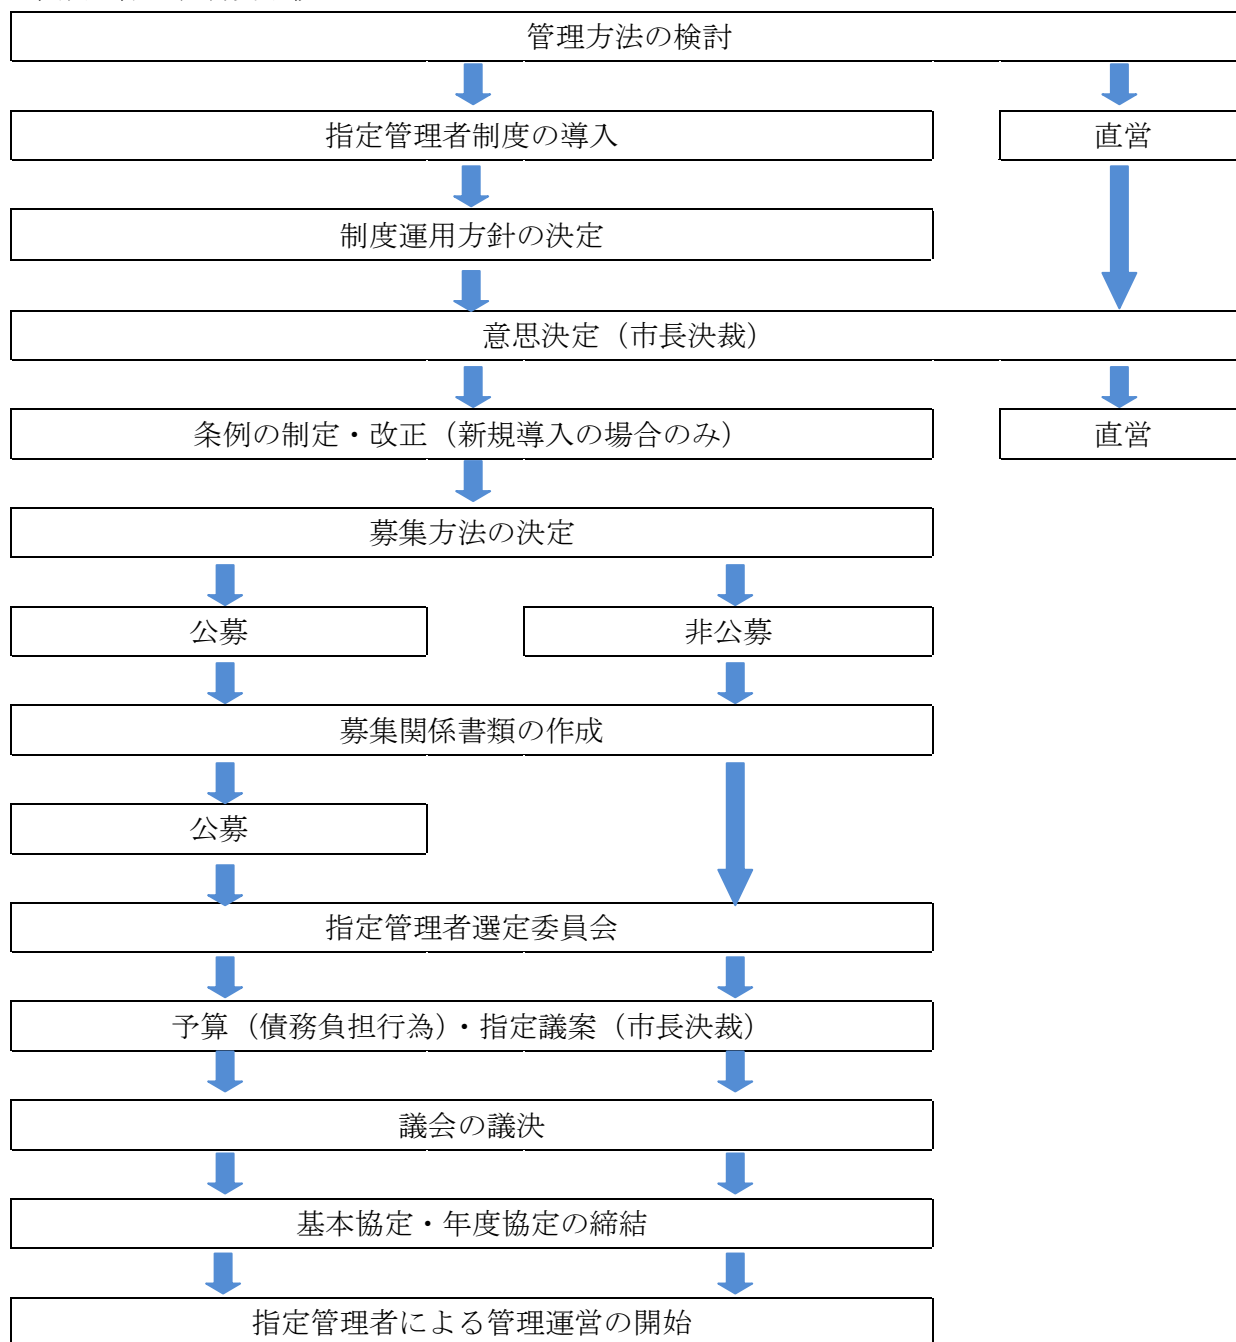 管理方法の検討
指定管理者制度の導入
直営
制度運用方針の決定
意思決定（市長決裁）
条例の制定・改正（新規導入の場合のみ）
直営
募集方法の決定
公募
非公募
募集関係書類の作成
公募
指定管理者選定委員会
予算（債務負担行為）・指定議案（市長決裁）
議会の議決
基本協定・年度協定の締結
指定管理者による管理運営の開始